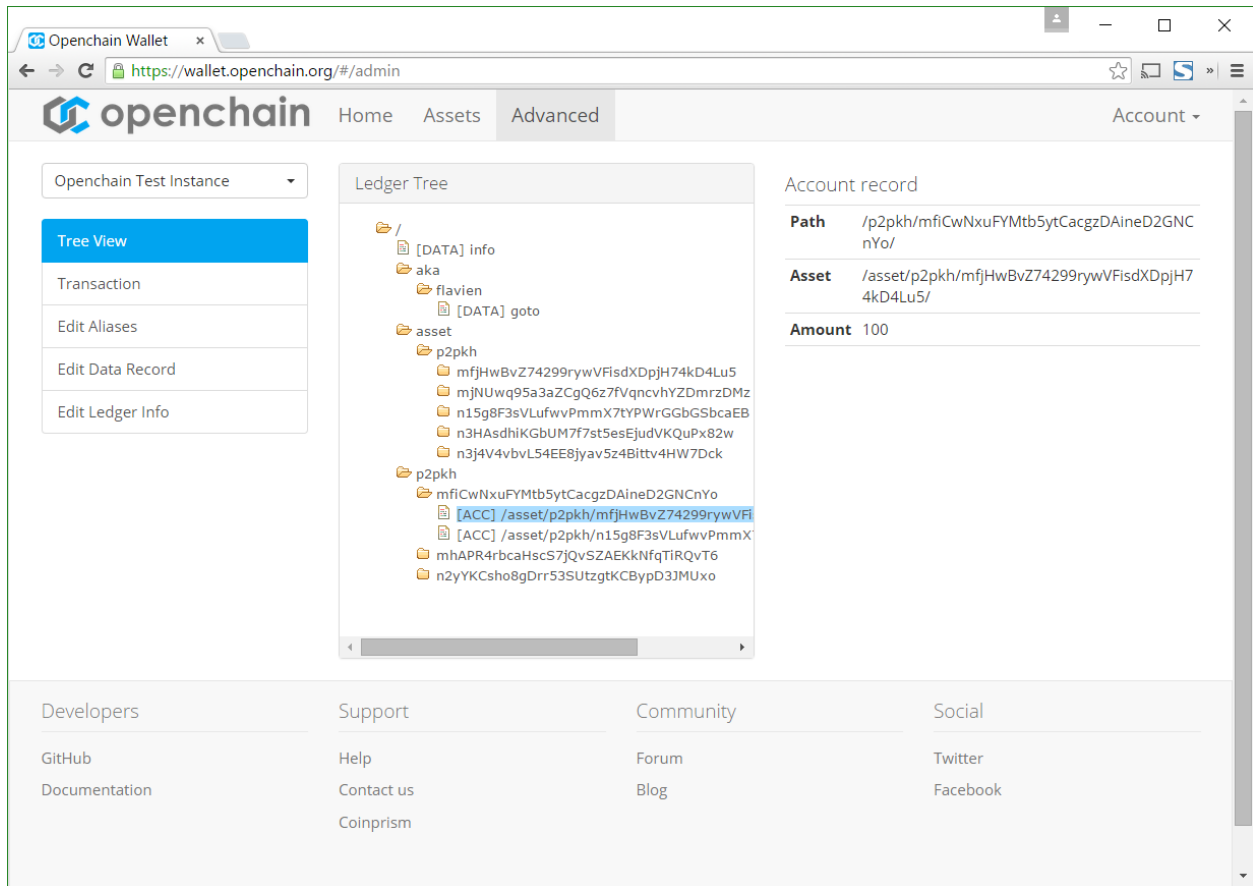 Openchain Wallet ×
https://wallet.openchain.org/#/admin
openchain Home Assets Advanced Account
Openchain Test Instance
Tree View
Transaction
Edit Aliases
Edit Data Record
Edit Ledger Info
Ledger Tree
/
[DATA] info
aka
flavien
[DATA] goto
asset
p2pkh
mfjHwBvZ74299rywVFisdXDpjH74kD4Lu5
mjNUwq95a3aZCgQ6z7fVqncvhYZDmrzDMz
n15g8F3sVLufwvPmmX7tYPWrGGbGSbcaEB
n3HAsdhiKGbUM7f7st5esEjudVKQuPx82w
n3j4V4vbvL54EE8jyav5z4Bittv4HW7Dck
p2pkh
mfiCwNxuFYMtb5ytCacgzDAineD2GNCnYo
[ACC] /asset/p2pkh/mfjHwBvZ74299rywVFi
[ACC] /asset/p2pkh/n15g8F3sVLufwvPmmX
mhAPR4rbcaHscS7jQvSZAEKkNfqTiRQvT6
n2yYKCsho8gDrr53SUtzgtKCBypD3JMUxo
Account record
Path /p2pkh/mfiCwNxuFYMtb5ytCacgzDAineD2GNC
nYo/
Asset /asset/p2pkh/mfjHwBvZ74299rywVFisdXDpjH7
4kD4Lu5/
Amount 100
Developers
GitHub
Documentation
Support
Help
Contact us
Coinprism
Community
Forum
Blog
Social
Twitter
Facebook